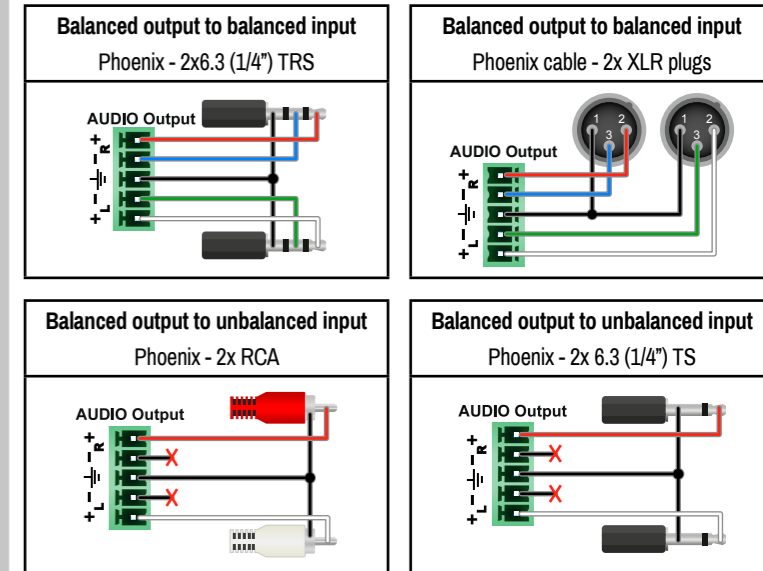 Balanced output to balanced input
Phoenix - 2x6.3 (1/4”) TRS
AUDIO Output
+
R
-
-
L
+
Balanced output to balanced input
Phoenix cable - 2x XLR plugs
1 2
3
1 2
3
AUDIO Output
+
R
-
-
L
+
Balanced output to unbalanced input
Phoenix - 2x RCA
AUDIO Output
+
R
-
-
L
+
Balanced output to unbalanced input
Phoenix - 2x 6.3 (1/4”) TS
AUDIO Output
+
R
-
-
L
+